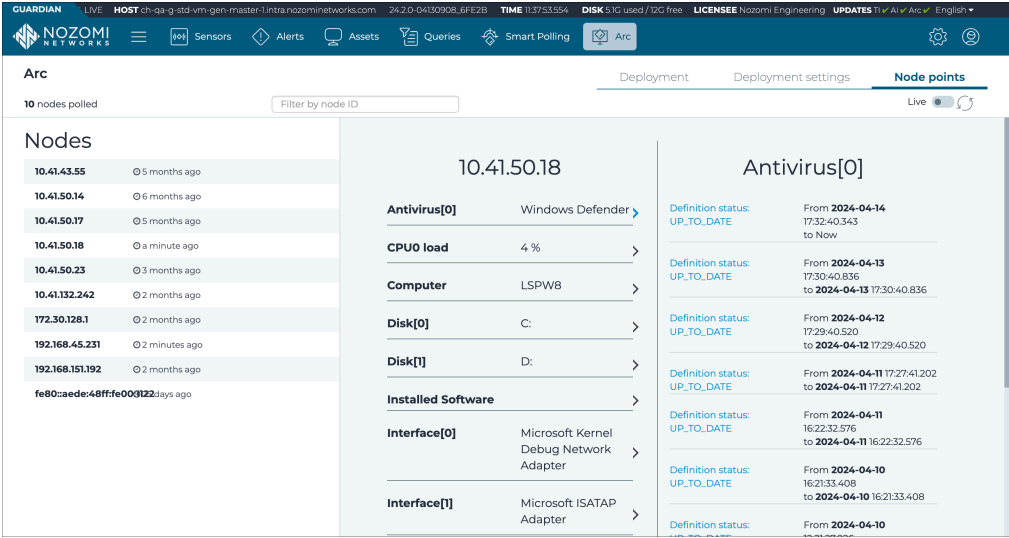 GUARDIAN LIVE HOST ch-qa-g-std-vm-gen-master-1.intra.nozominetworks.com 24.2.0-04130908_6FE2B TIME 11:37:53.554 DISK 5.1G used / 12G free LICENSEE Nozomi Engineering UPDATES TI ✔ AI ✔ Arc ✔ English
NOZOMI NETWORKS Sensors Alerts Assets Queries Smart Polling Arc
Arc
Deployment Deployment settings Node points
10 nodes polled
Filter by node ID
Live
Nodes
10.41.43.55 5 months ago
10.41.50.14 6 months ago
10.41.50.17 5 months ago
10.41.50.18 a minute ago
10.41.50.23 3 months ago
10.41.132.242 2 months ago
172.30.128.1 2 months ago
192.168.45.231 2 minutes ago
192.168.151.192 2 months ago
fe80::aede:48ff:fe00:1122 days ago
10.41.50.18
Antivirus[0] Windows Defender
CPU0 load 4 %
Computer LSPW8
Disk[0] C:
Disk[1] D:
Installed Software
Interface[0] Microsoft Kernel
Debug Network
Adapter
Interface[1] Microsoft ISATAP
Adapter
Antivirus[0]
Definition status: From 2024-04-14
UP_TO_DATE 17:32:40.343
to Now
Definition status: From 2024-04-13
UP_TO_DATE 17:30:40.836
to 2024-04-13 17:30:40.836
Definition status: From 2024-04-12
UP_TO_DATE 17:29:40.520
to 2024-04-12 17:29:40.520
Definition status: From 2024-04-11 17:27:41.202
UP_TO_DATE to 2024-04-11 17:27:41.202
Definition status: From 2024-04-11
UP_TO_DATE 16:22:32.576
to 2024-04-11 16:22:32.576
Definition status: From 2024-04-10
UP_TO_DATE 16:21:33.408
to 2024-04-10 16:21:33.408
Definition status: From 2024-04-10